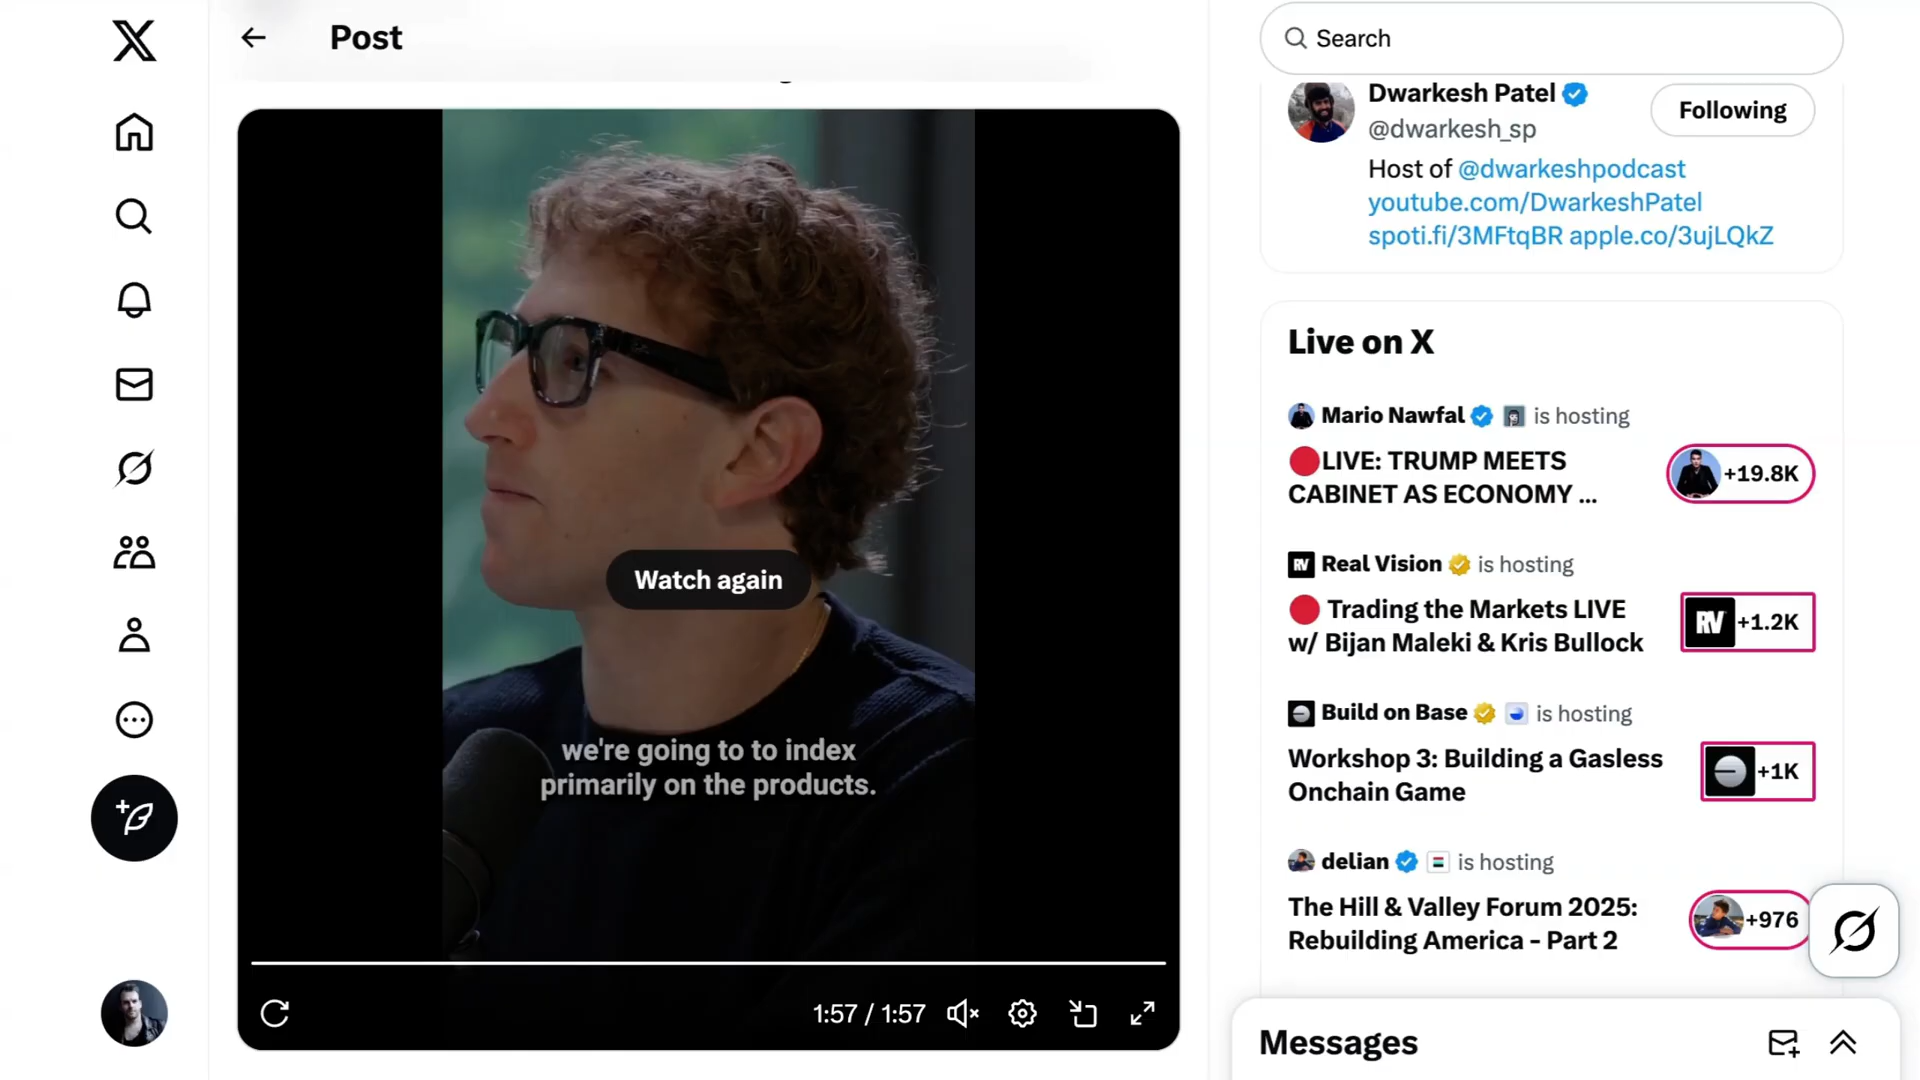 Post
we're going to to index
primarily on the products.
Watch again
1:57 / 1:57
Search
Dwarkesh Patel
@dwarkesh_sp
Following
Host of @dwarkeshpodcast
youtube.com/DwarkeshPatel
spoti.fi/3MFtqBR apple.co/3ujLQkZ
Live on X
Mario Nawfal is hosting
LIVE: TRUMP MEETS
CABINET AS ECONOMY ...
+19.8K
RV Real Vision is hosting
Trading the Markets LIVE
w/ Bijan Maleki & Kris Bullock
RV +1.2K
Build on Base is hosting
Workshop 3: Building a Gasless
Onchain Game
+1K
delian is hosting
The Hill & Valley Forum 2025:
Rebuilding America - Part 2
+976
Messages